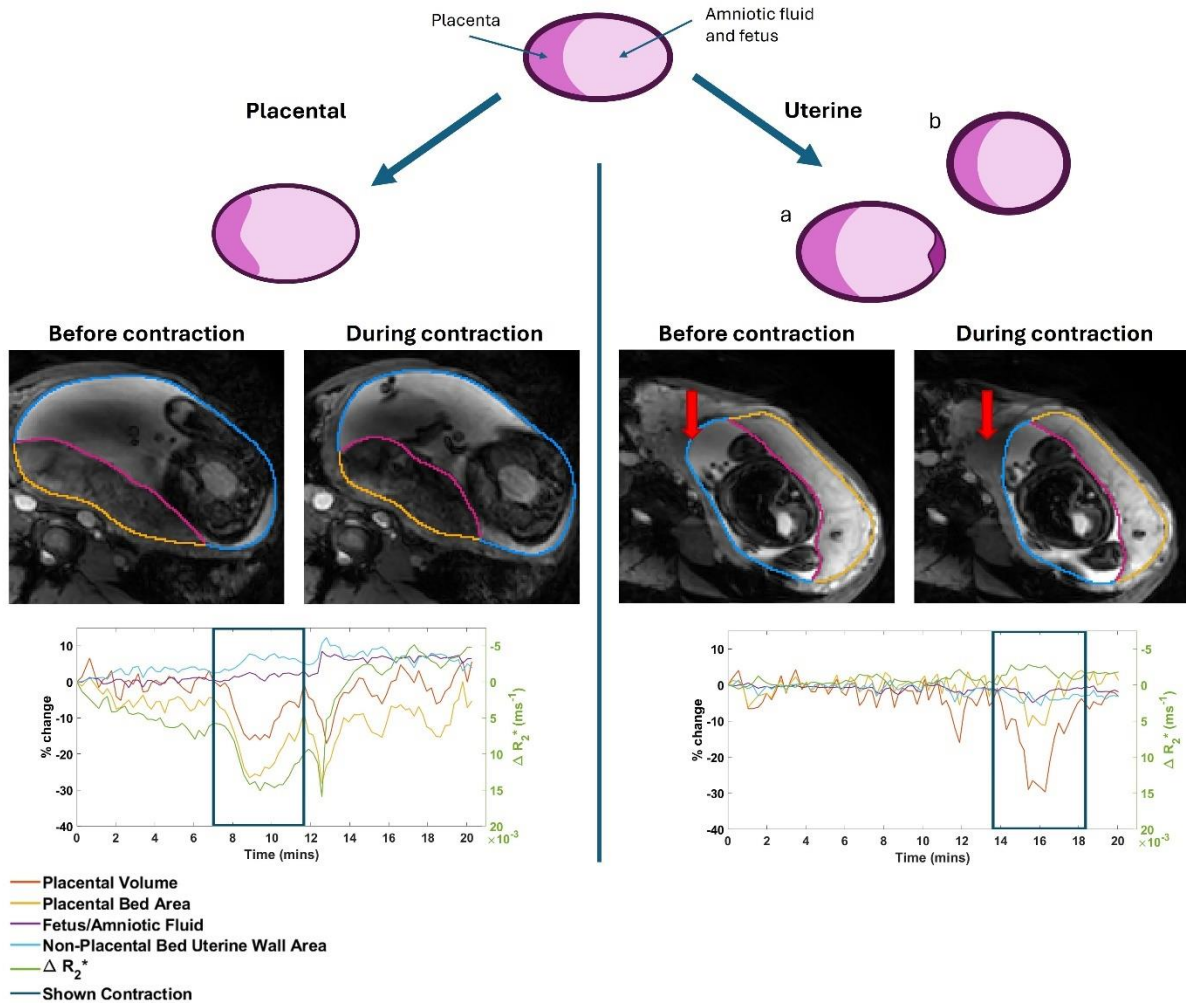 Placenta
Amniotic fluid
and fetus
Placental
Uterine
b
a
Before contraction
During contraction
Before contraction
During contraction
10
0
-10
-20
-30
-40
% change
0 2 4 6 8 10 12 14 16 18 20
Time (mins)
-5
0
5
10
15
20
×10⁻³
Δ R₂* (ms⁻¹)
10
0
-10
-20
-30
-40
% change
0 2 4 6 8 10 12 14 16 18 20
Time (mins)
-5
0
5
10
15
20
×10⁻³
Δ R₂* (ms⁻¹)
Placental Volume
Placental Bed Area
Fetus/Amniotic Fluid
Non-Placental Bed Uterine Wall Area
Δ R₂*
Shown Contraction